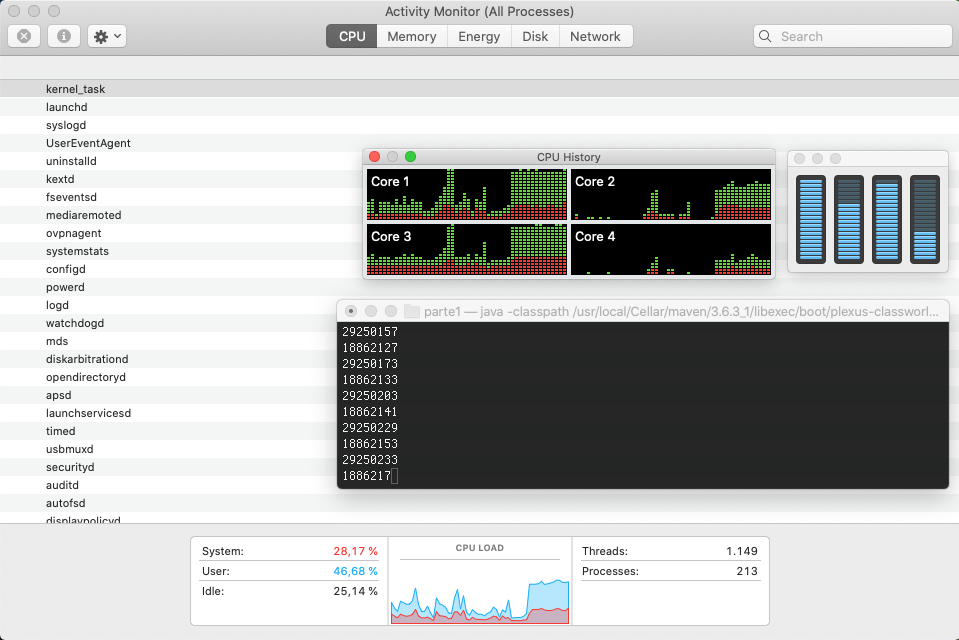 Activity Monitor (All Processes)
CPU Memory Energy Disk Network
Search
kernel_task
launchd
syslogd
UserEventAgent
uninstalld
kextd
fseventsd
mediaremoted
ovpnagent
systemstats
configd
powerd
logd
watchdogd
mds
diskarbitrationd
opendirectoryd
apsd
launchservicesd
timed
usbmuxd
securityd
auditd
autofsd
displaypolicyd
CPU History
Core 1 Core 2
Core 3 Core 4
parte1 — java -classpath /usr/local/Cellar/maven/3.6.3_1/libexec/boot/plexus-classworl...
29250157
18862127
29250173
18862133
29250203
18862141
29250229
18862153
29250233
1886217
System: 28,17 %
User: 46,68 %
Idle: 25,14 %
CPU LOAD
Threads: 1.149
Processes: 213